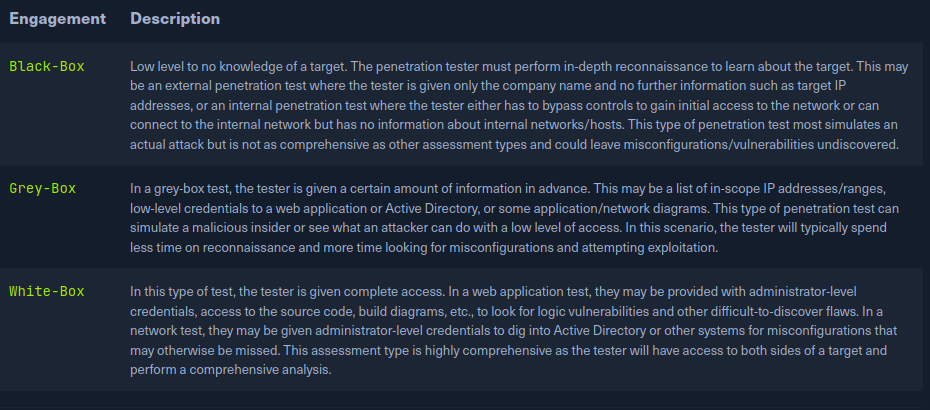 Engagement Description
Black-Box Low level to no knowledge of a target. The penetration tester must perform in-depth reconnaissance to learn about the target. This may
be an external penetration test where the tester is given only the company name and no further information such as target IP
addresses, or an internal penetration test where the tester either has to bypass controls to gain initial access to the network or can
connect to the internal network but has no information about internal networks/hosts. This type of penetration test most simulates an
actual attack but is not as comprehensive as other assessment types and could leave misconfigurations/vulnerabilities undiscovered.
Grey-Box In a grey-box test, the tester is given a certain amount of information in advance. This may be a list of in-scope IP addresses/ranges,
low-level credentials to a web application or Active Directory, or some application/network diagrams. This type of penetration test can
simulate a malicious insider or see what an attacker can do with a low level of access. In this scenario, the tester will typically spend
less time on reconnaissance and more time looking for misconfigurations and attempting exploitation.
White-Box In this type of test, the tester is given complete access. In a web application test, they may be provided with administrator-level
credentials, access to the source code, build diagrams, etc., to look for logic vulnerabilities and other difficult-to-discover flaws. In a
network test, they may be given administrator-level credentials to dig into Active Directory or other systems for misconfigurations that
may otherwise be missed. This assessment type is highly comprehensive as the tester will have access to both sides of a target and
perform a comprehensive analysis.